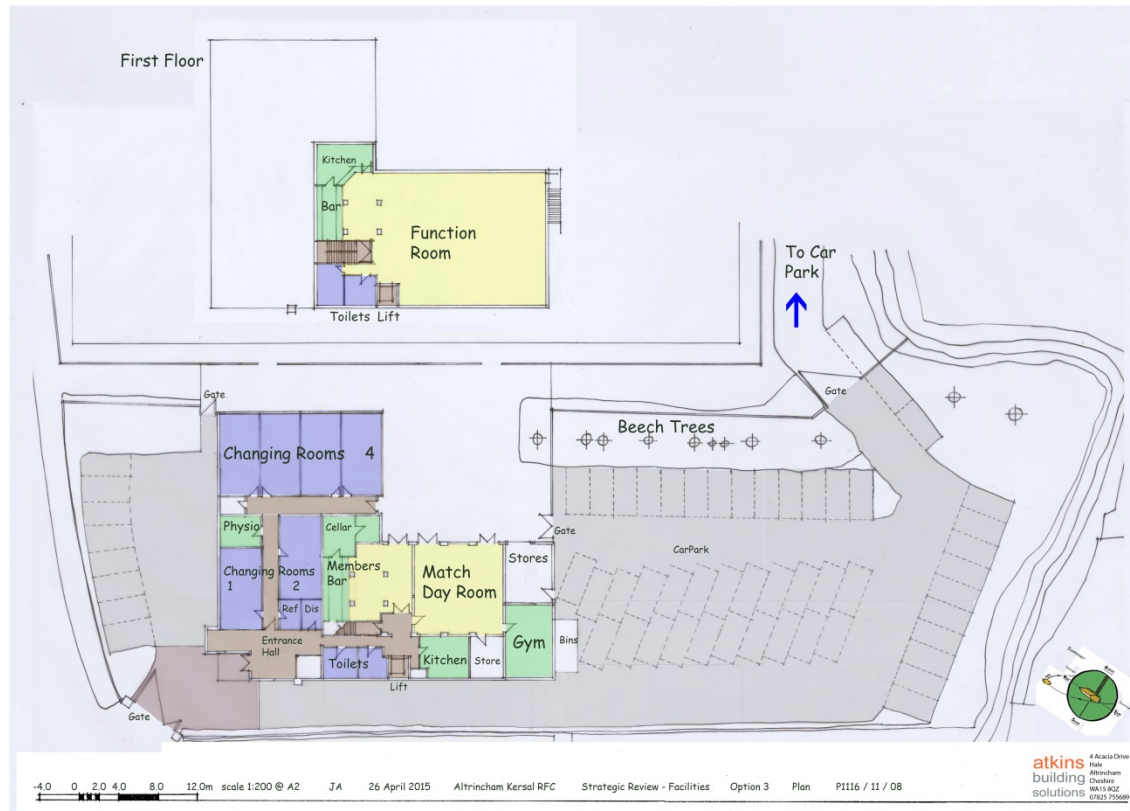 First Floor
Kitchen
Bar
Function
Room
Toilets Lift
To Car
Park
Gate
Gate
Beech Trees
Changing Rooms 4
Physio
Cellar
Gate
Changing Rooms
1 2
Members
Bar
Match
Day Room
Stores
CarPark
Ref Dis
Entrance
Hall
Toilets
Kitchen
Store
Gym
Bins
Lift
Gate
-4.0 0 2.0 4.0 8.0 12.0m scale 1:200 @ A2 JA 26 April 2015 Altrincham Kersal RFC Strategic Review - Facilities Option 3 Plan P1116 / 11 / 08
atkins
building
solutions
4 Acacia Drive
Hale
Altrincham
Cheshire
WA15 8QZ
07825 755689